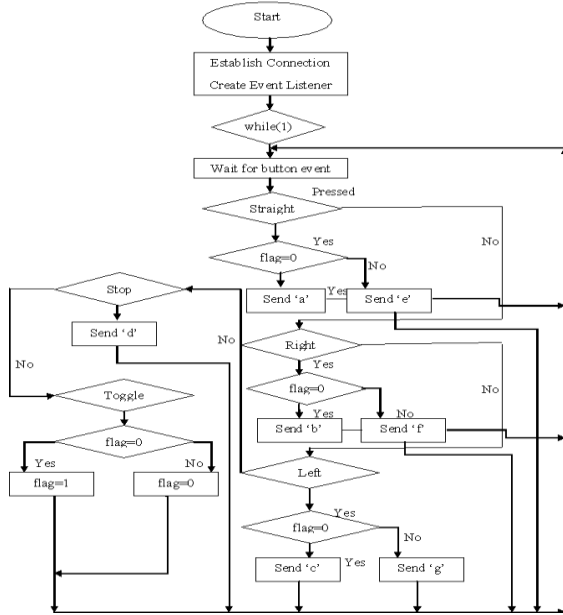 Start
Establish Connection
Create Event Listener
while(1)
Wait for button event
Pressed
Straight
No
Yes
flag=0
No
Send 'a'
Yes
Send 'e'
Stop
Send 'd'
No
No
Right
Yes
flag=0
No
Yes
No
Send 'b'
Send 'f'
Toggle
flag=0
Yes
No
flag=1
flag=0
Left
Yes
flag=0
No
Send 'c'
Yes
Send 'g'